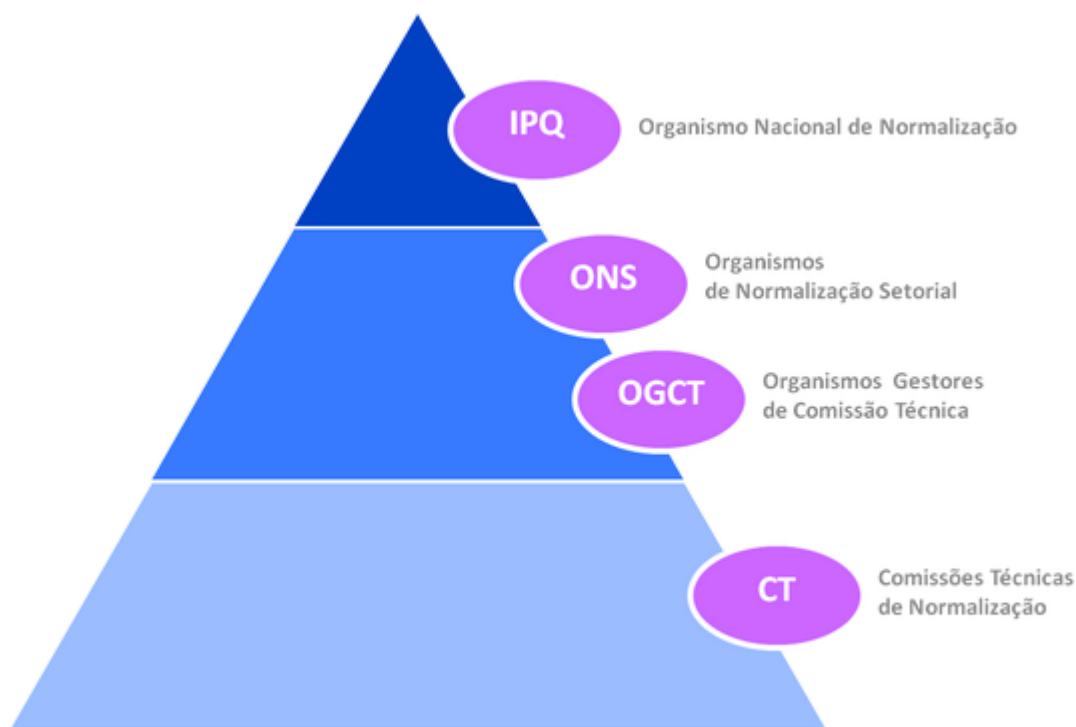 IPQ
Organismo Nacional de Normalização
ONS
Organismos
de Normalização Setorial
OGCT
Organismos Gestores
de Comissão Técnica
CT
Comissões Técnicas
de Normalização